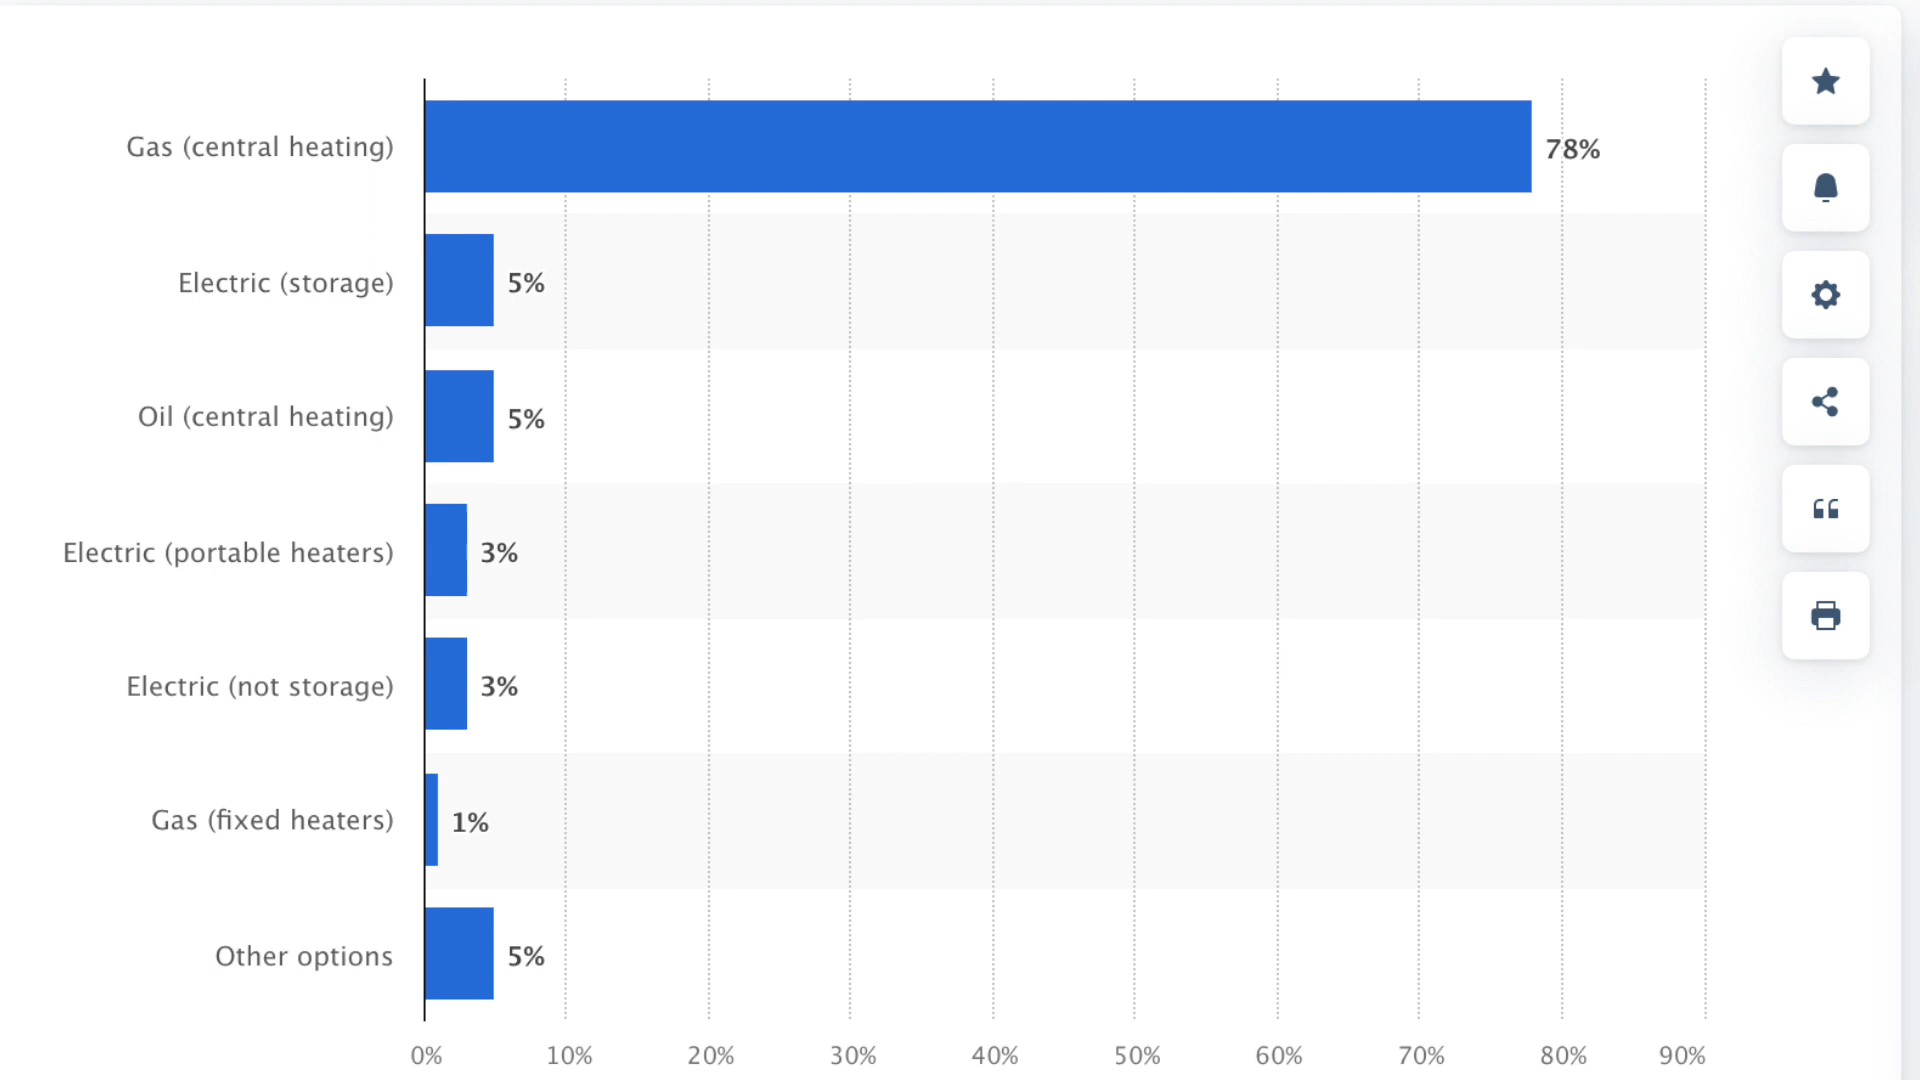 Gas (central heating) 78%
Electric (storage) 5%
Oil (central heating) 5%
Electric (portable heaters) 3%
Electric (not storage) 3%
Gas (fixed heaters) 1%
Other options 5%
0% 10% 20% 30% 40% 50% 60% 70% 80% 90%